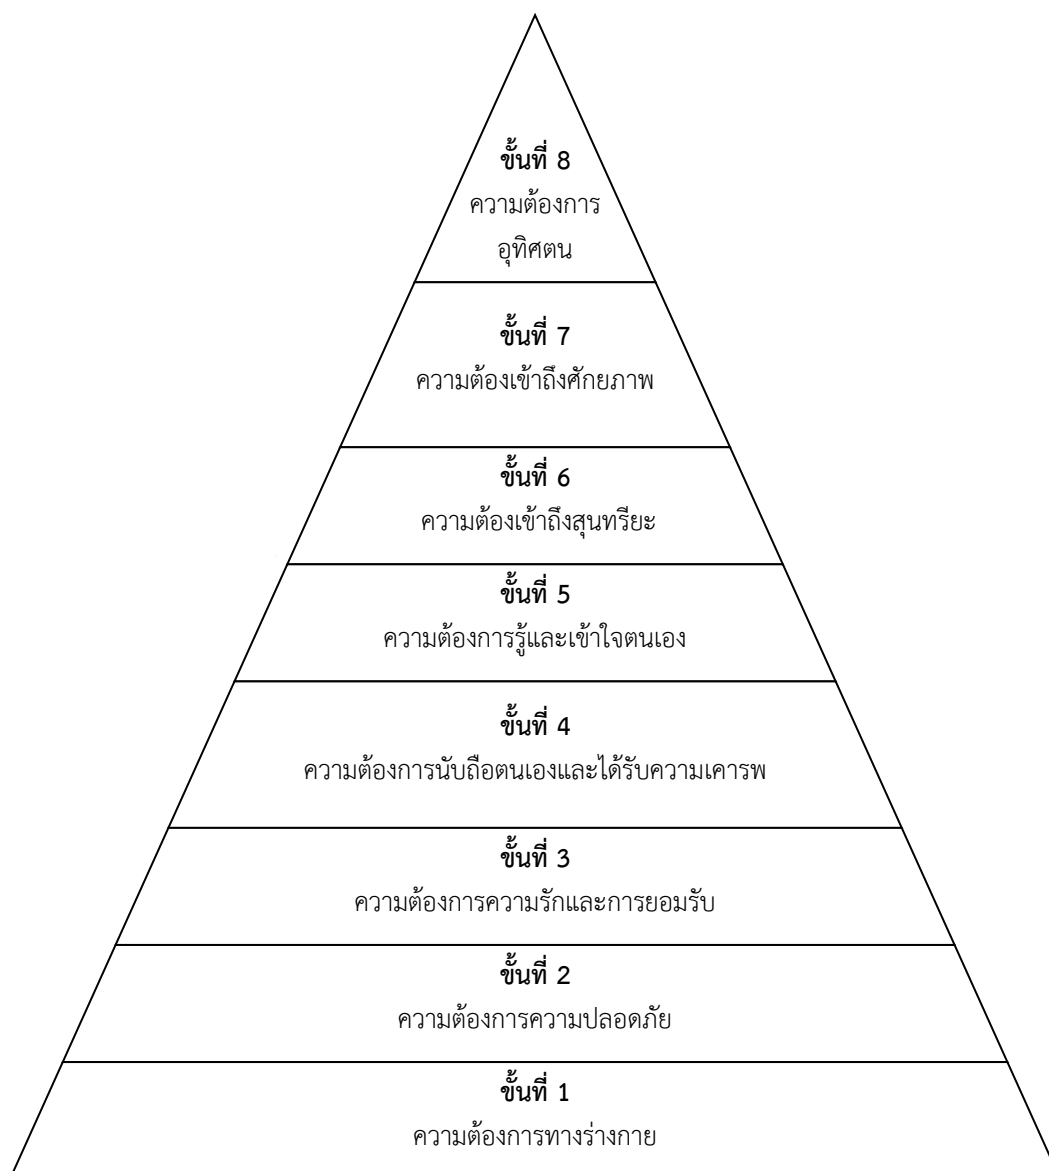 ขั้นที่ 8
ความต้องการ
อุทิศตน
ขั้นที่ 7
ความต้องเข้าถึงศักยภาพ
ขั้นที่ 6
ความต้องเข้าถึงสุนทรียะ
ขั้นที่ 5
ความต้องการรู้และเข้าใจตนเอง
ขั้นที่ 4
ความต้องการนับถือตนเองและได้รับความเคารพ
ขั้นที่ 3
ความต้องการความรักและการยอมรับ
ขั้นที่ 2
ความต้องการความปลอดภัย
ขั้นที่ 1
ความต้องการทางร่างกาย